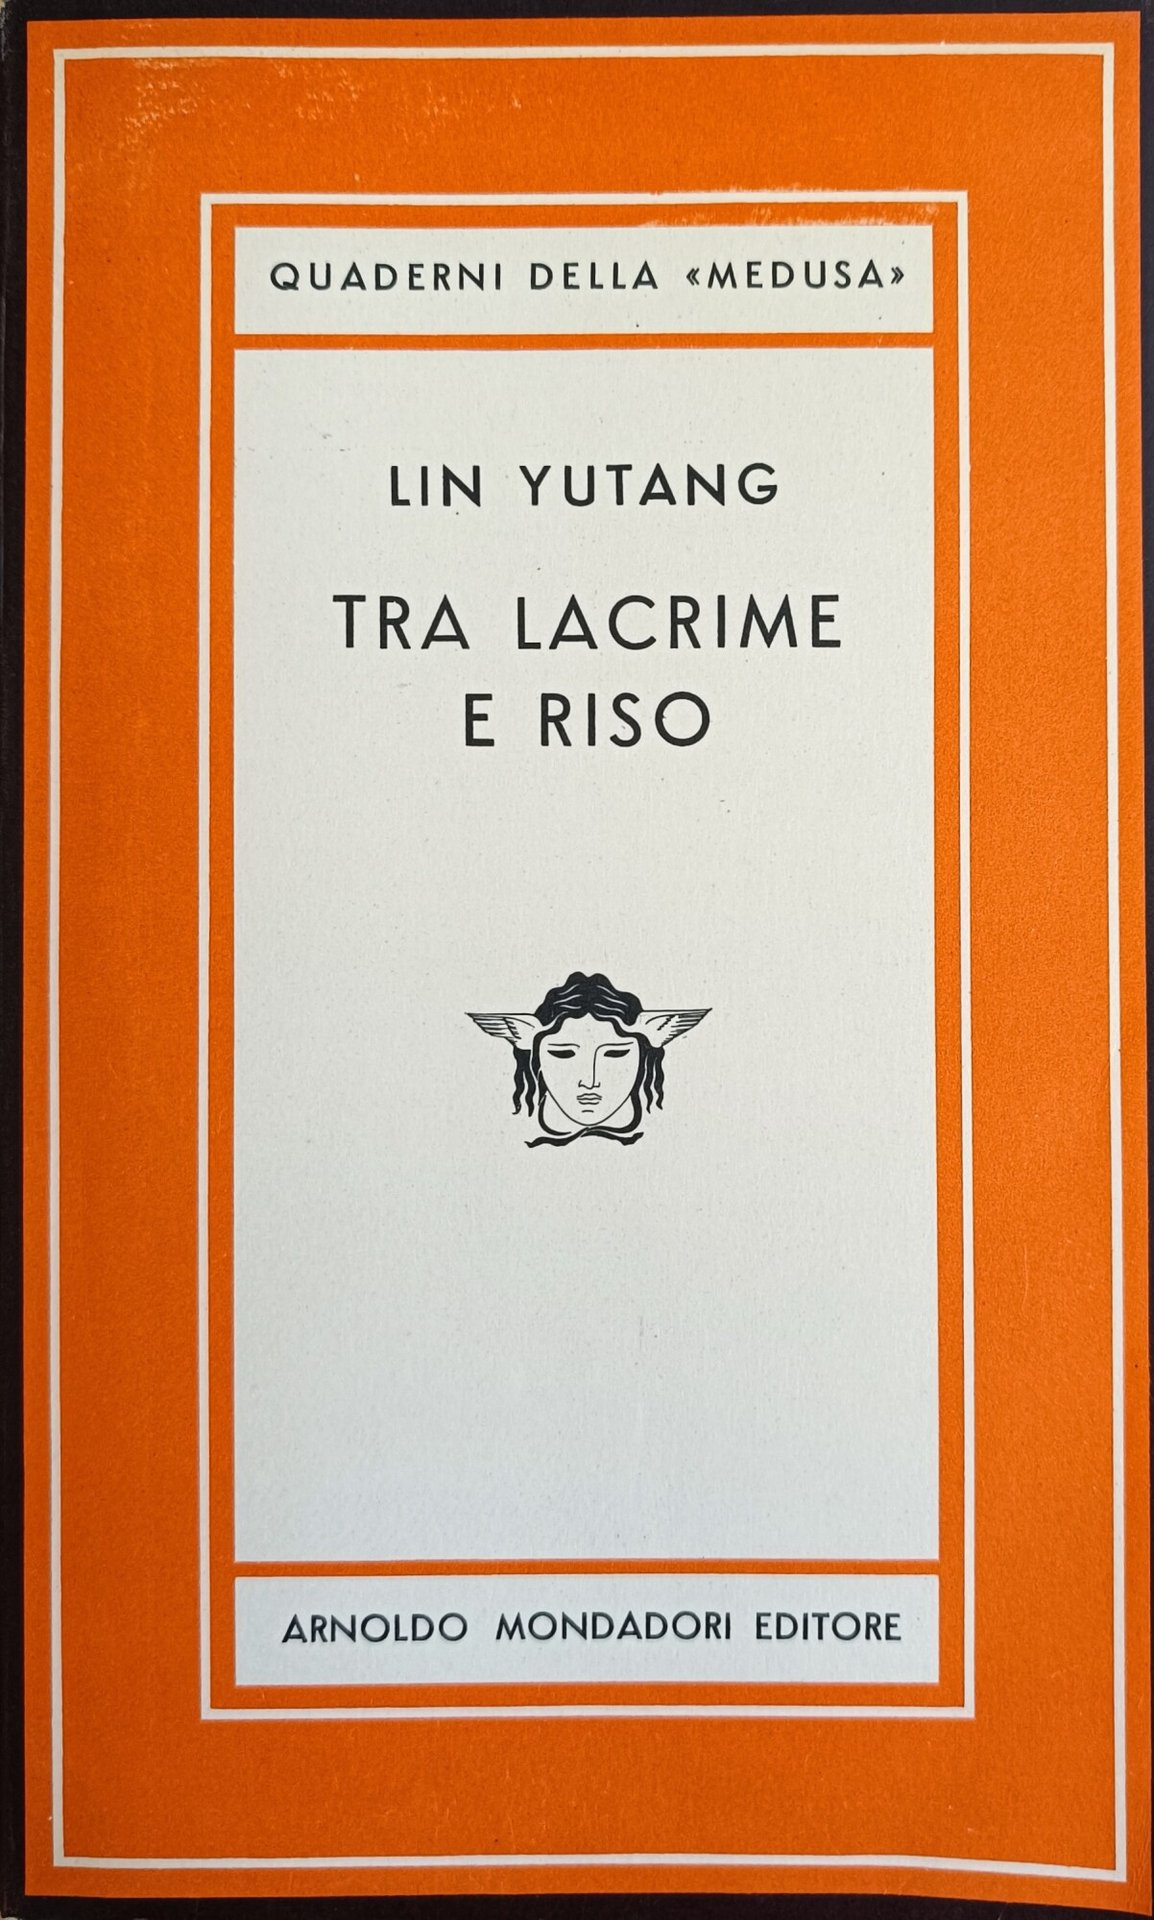 QUADERNI DELLA «MEDUSA»
LIN YUTANG
TRA LACRIME
E RISO
ARNOLDO MONDADORI EDITORE